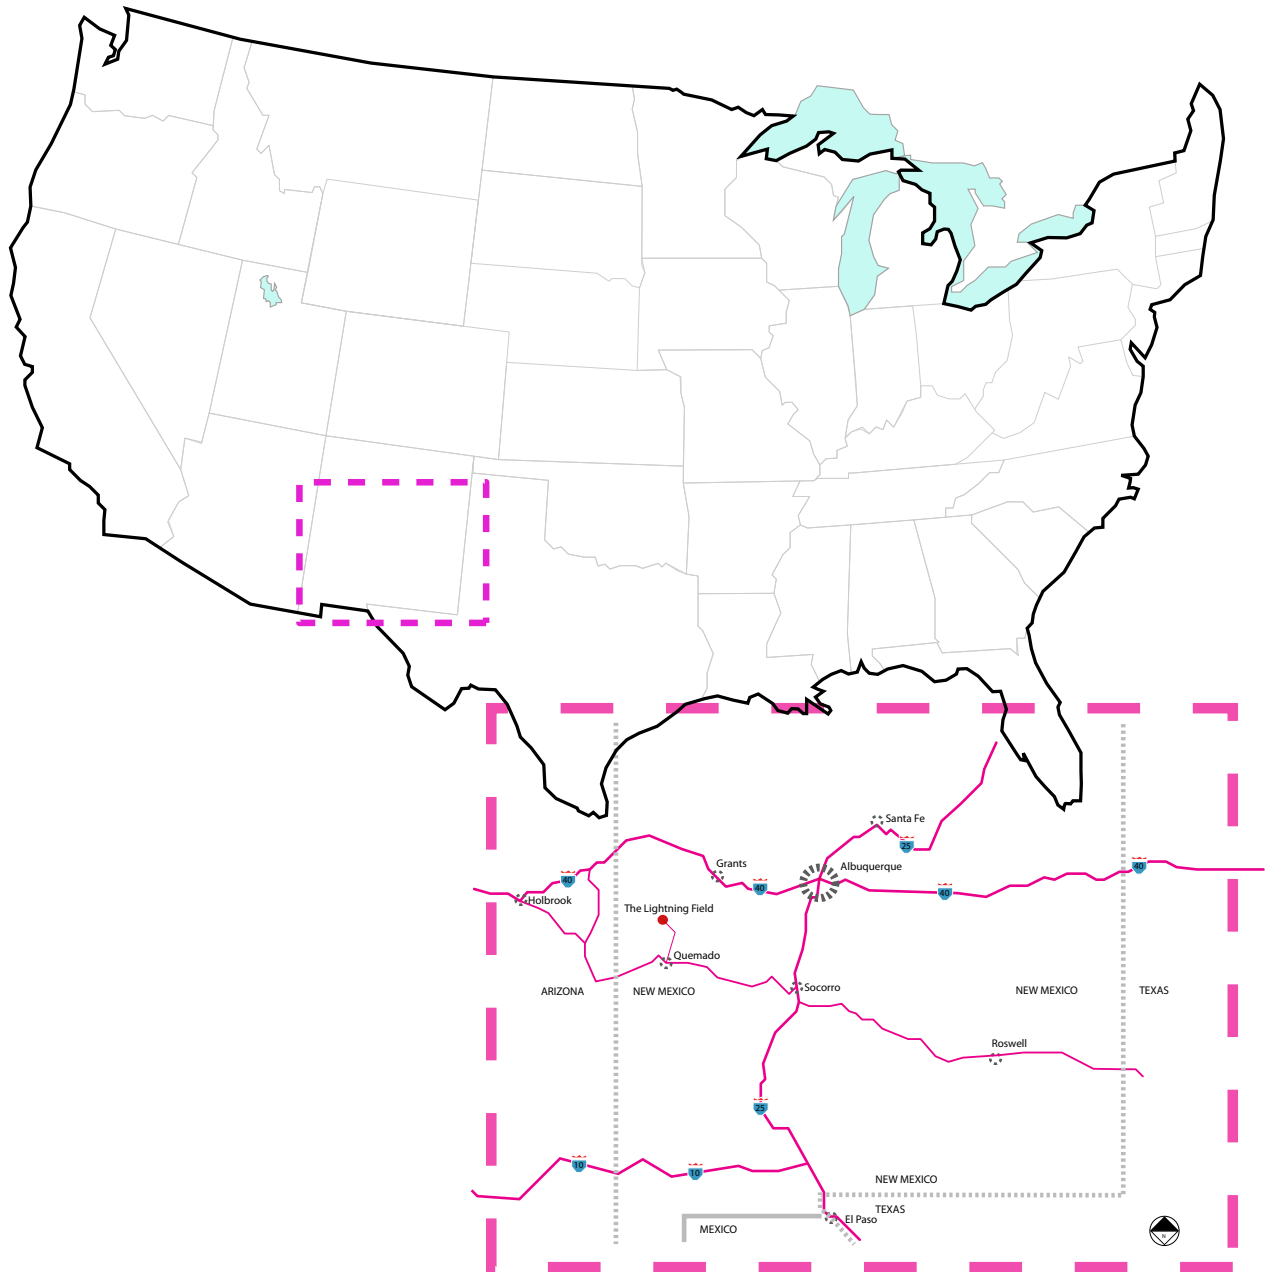 Santa Fe
25
Grants
Albuquerque
40
40
40
40
Holbrook
The Lightning Field
Quemado
Socorro
ARIZONA
NEW MEXICO
NEW MEXICO
TEXAS
Roswell
25
10
10
NEW MEXICO
TEXAS
El Paso
MEXICO
N